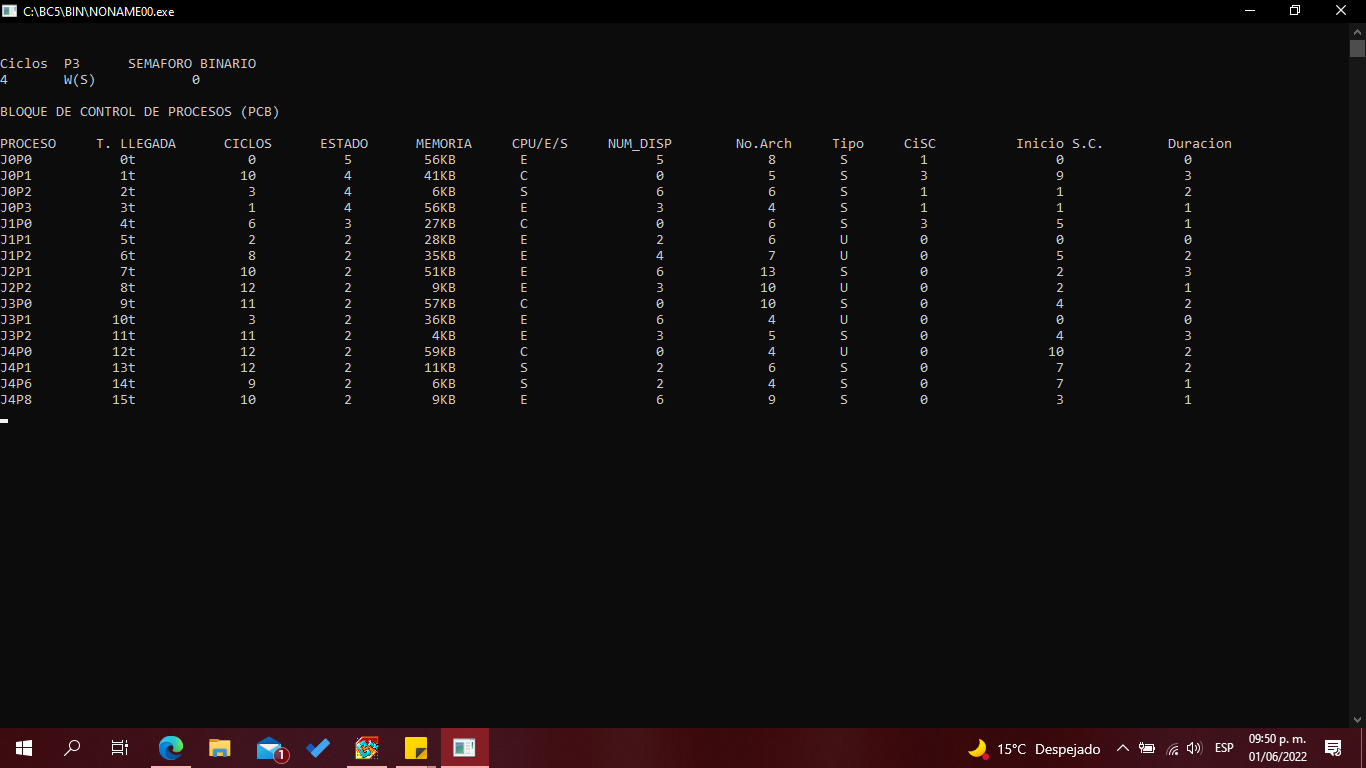 C:\BC5\BIN\NONAME00.exe
Ciclos P3 SEMAFORO BINARIO
4 W(S) 0
BLOQUE DE CONTROL DE PROCESOS (PCB)
PROCESO T. LLEGADA CICLOS ESTADO MEMORIA CPU/E/S NUM_DISP No.Arch Tipo CiSC Inicio S.C. Duracion
J0P0 0t 0 5 56KB E 5 8 S 1 0 0
J0P1 1t 10 4 41KB C 0 5 S 3 9 3
J0P2 2t 3 4 6KB S 6 6 S 1 1 2
J0P3 3t 1 4 56KB E 3 4 S 1 1 1
J1P0 4t 6 3 27KB C 0 6 S 3 5 1
J1P1 5t 2 2 28KB E 2 6 U 0 0 0
J1P2 6t 8 2 35KB E 4 7 U 0 5 2
J2P1 7t 10 2 51KB E 6 13 S 0 2 3
J2P2 8t 12 2 9KB E 3 10 U 0 2 1
J3P0 9t 11 2 57KB C 0 10 S 0 4 2
J3P1 10t 3 2 36KB E 6 4 U 0 0 0
J3P2 11t 11 2 4KB E 3 5 S 0 4 3
J4P0 12t 12 2 59KB C 0 4 U 0 10 2
J4P1 13t 12 2 11KB S 2 6 S 0 7 2
J4P6 14t 9 2 6KB S 2 4 S 0 7 1
J4P8 15t 10 2 9KB E 6 9 S 0 3 1
1
15°C Despejado
ESP
09:50 p. m.
01/06/2022